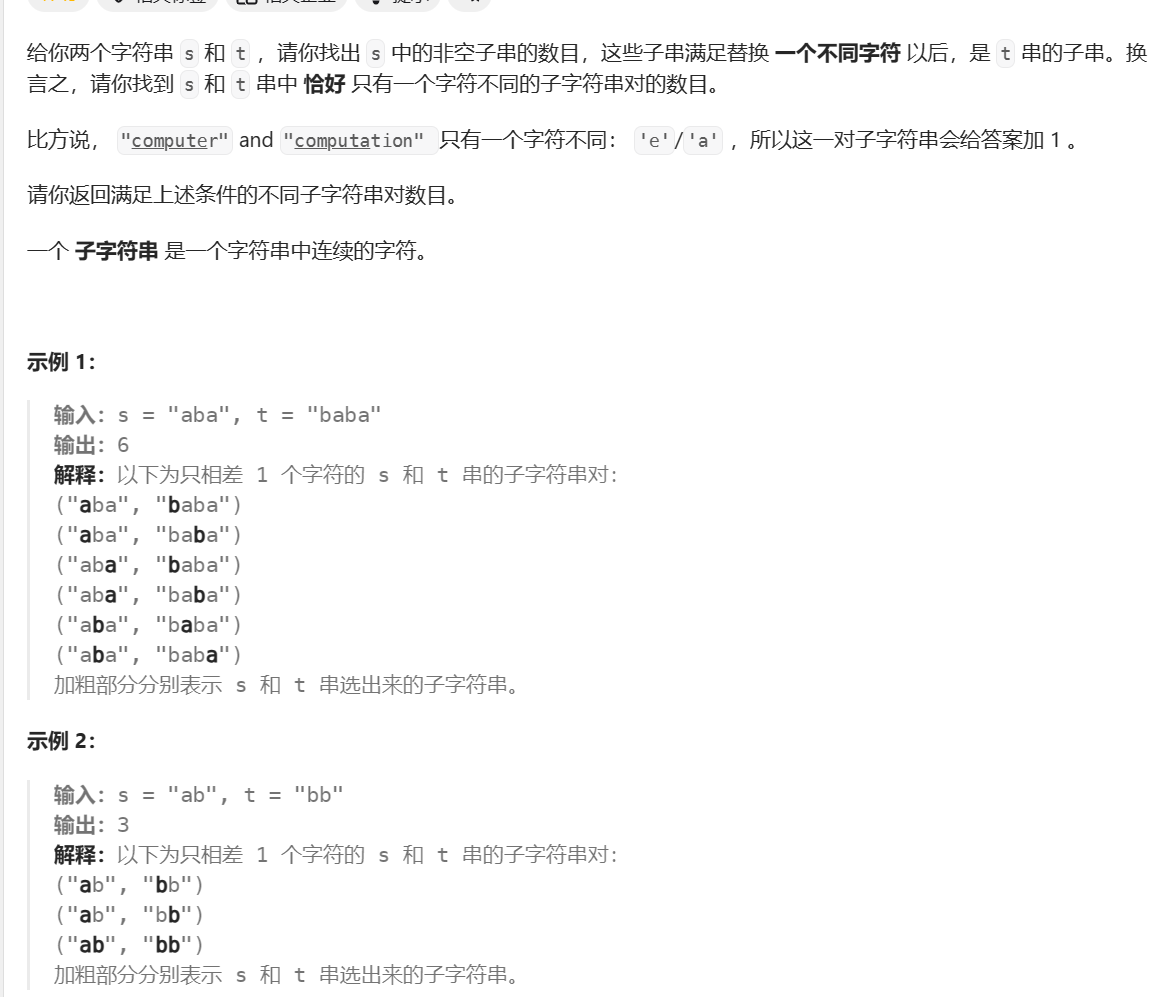 给你两个字符串 s 和 t ，请你找出 s 中的非空子串的数目，这些子串满足替换 一个不同字符 以后，是 t 串的子串。换
言之，请你找到 s 和 t 串中 恰好 只有一个字符不同的子字符串对的数目。
比方说， "computer" and "computation" 只有一个字符不同： 'e'/'a' ，所以这一对子字符串会给答案加 1 。
请你返回满足上述条件的不同子字符串对数目。
一个 子字符串 是一个字符串中连续的字符。
示例 1：
输入：s = "aba", t = "baba"
输出：6
解释：以下为只相差 1 个字符的 s 和 t 串的子字符串对：
("aba", "baba")
("aba", "baba")
("aba", "baba")
("aba", "baba")
("aba", "baba")
("aba", "baba")
加粗部分分别表示 s 和 t 串选出来的子字符串。
示例 2：
输入：s = "ab", t = "bb"
输出：3
解释：以下为只相差 1 个字符的 s 和 t 串的子字符串对：
("ab", "bb")
("ab", "bb")
("ab", "bb")
加粗部分分别表示 s 和 t 串选出来的子字符串。